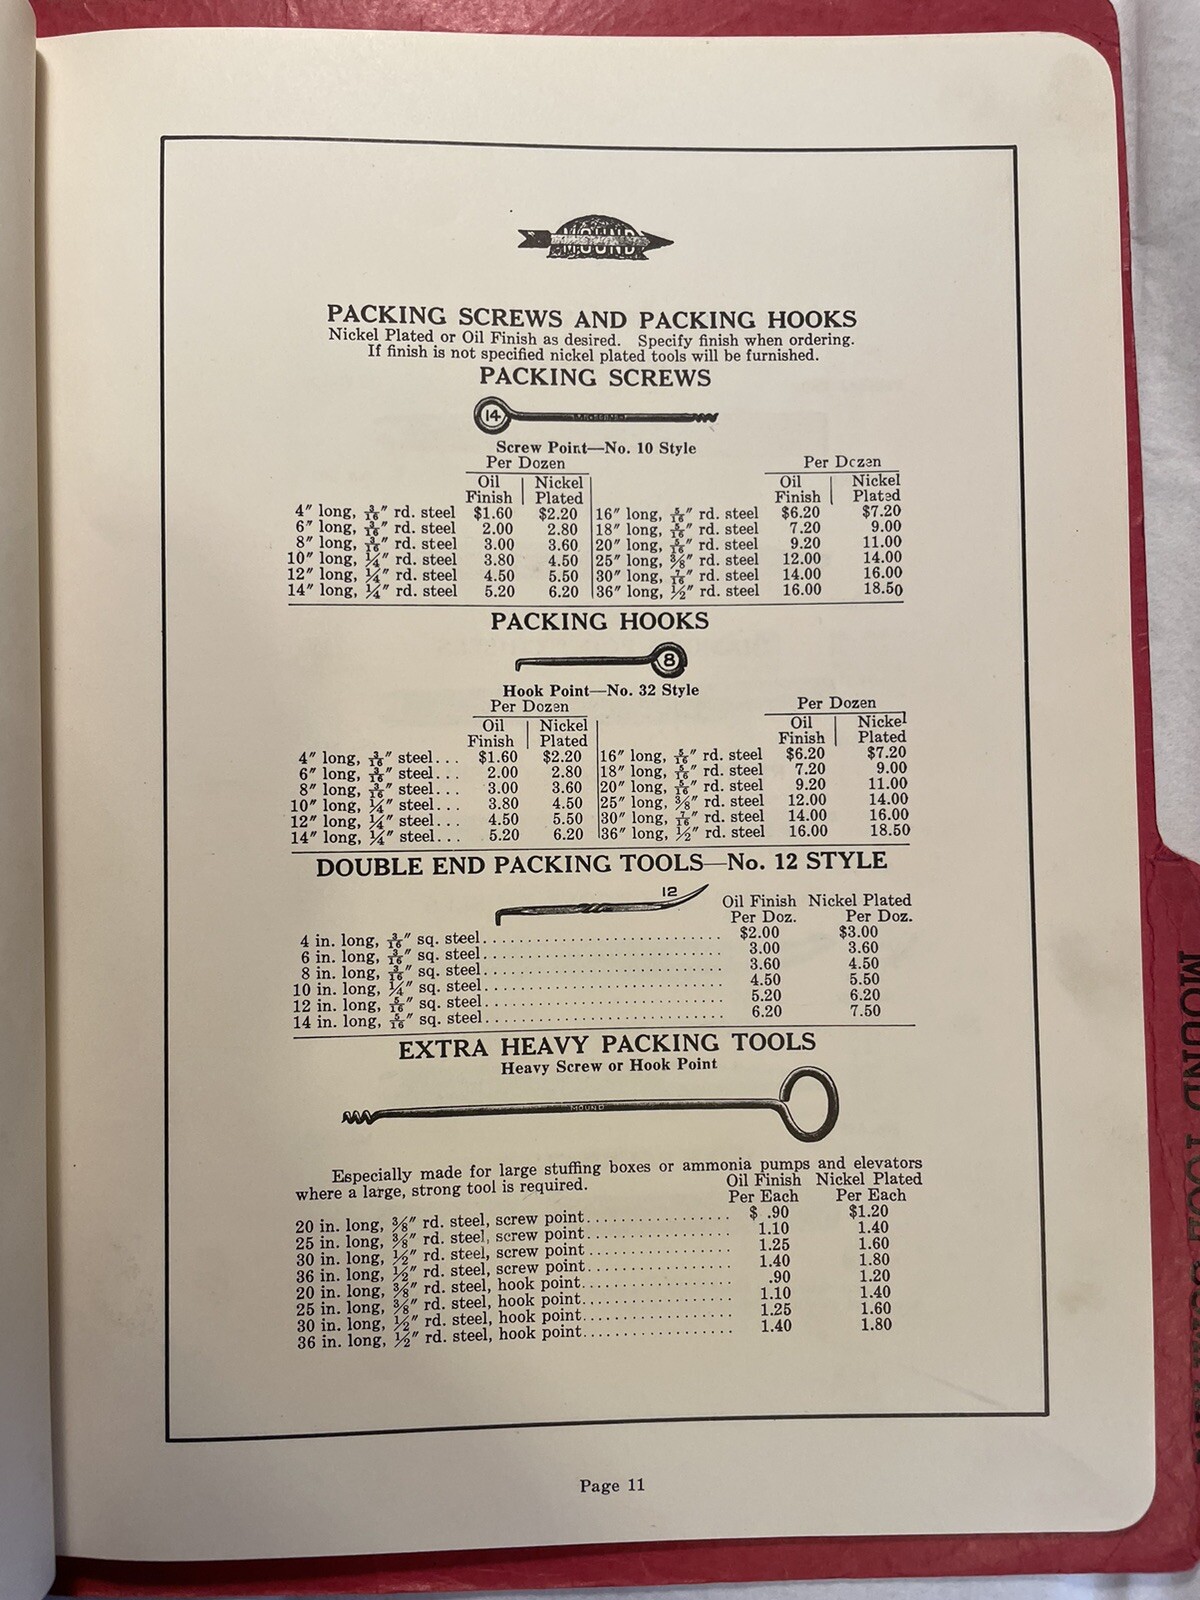 MOUND
PACKING SCREWS AND PACKING HOOKS
Nickel Plated or Oil Finish as desired. Specify finish when ordering.
If finish is not specified nickel plated tools will be furnished.
PACKING SCREWS
14
Screw Point—No. 10 Style
Per Dozen Per Dozen
Oil Nickel Oil Nickel
Finish Plated Finish Plated
4″ long, 3/16″ rd. steel $1.60 $2.20 16″ long, 5/16″ rd. steel $6.20 $7.20
6″ long, 3/16″ rd. steel 2.00 2.80 18″ long, 5/16″ rd. steel 7.20 9.00
8″ long, 3/16″ rd. steel 3.00 3.60 20″ long, 5/16″ rd. steel 9.20 11.00
10″ long, 1/4″ rd. steel 3.80 4.50 25″ long, 3/8″ rd. steel 12.00 14.00
12″ long, 1/4″ rd. steel 4.50 5.50 30″ long, 7/16″ rd. steel 14.00 16.00
14″ long, 1/4″ rd. steel 5.20 6.20 36″ long, 1/2″ rd. steel 16.00 18.50
PACKING HOOKS
8
Hook Point—No. 32 Style
Per Dozen Per Dozen
Oil Nickel Oil Nickel
Finish Plated Finish Plated
4″ long, 3/16″ steel... $1.60 $2.20 16″ long, 5/16″ rd. steel $6.20 $7.20
6″ long, 3/16″ steel... 2.00 2.80 18″ long, 5/16″ rd. steel 7.20 9.00
8″ long, 3/16″ steel... 3.00 3.60 20″ long, 5/16″ rd. steel 9.20 11.00
10″ long, 1/4″ steel... 3.80 4.50 25″ long, 3/8″ rd. steel 12.00 14.00
12″ long, 1/4″ steel... 4.50 5.50 30″ long, 7/16″ rd. steel 14.00 16.00
14″ long, 1/4″ steel... 5.20 6.20 36″ long, 1/2″ rd. steel 16.00 18.50
DOUBLE END PACKING TOOLS—No. 12 STYLE
12
Oil Finish Nickel Plated
Per Doz. Per Doz.
4 in. long, 3/16″ sq. steel........................... $2.00 $3.00
6 in. long, 3/16″ sq. steel........................... 3.00 3.60
8 in. long, 3/16″ sq. steel........................... 3.60 4.50
10 in. long, 1/4″ sq. steel........................... 4.50 5.50
12 in. long, 5/16″ sq. steel........................... 5.20 6.20
14 in. long, 5/16″ sq. steel........................... 6.20 7.50
EXTRA HEAVY PACKING TOOLS
Heavy Screw or Hook Point
MOUND
Especially made for large stuffing boxes or ammonia pumps and elevators
where a large, strong tool is required.
Oil Finish Nickel Plated
Per Each Per Each
20 in. long, 3/8″ rd. steel, screw point................ $ .90 $1.20
25 in. long, 3/8″ rd. steel, screw point................ 1.10 1.40
30 in. long, 1/2″ rd. steel, screw point................ 1.25 1.60
36 in. long, 1/2″ rd. steel, screw point................ 1.40 1.80
20 in. long, 3/8″ rd. steel, hook point................. .90 1.20
25 in. long, 3/8″ rd. steel, hook point................. 1.10 1.40
30 in. long, 1/2″ rd. steel, hook point................. 1.25 1.60
36 in. long, 1/2″ rd. steel, hook point................. 1.40 1.80
Page 11
MOUND TOOL